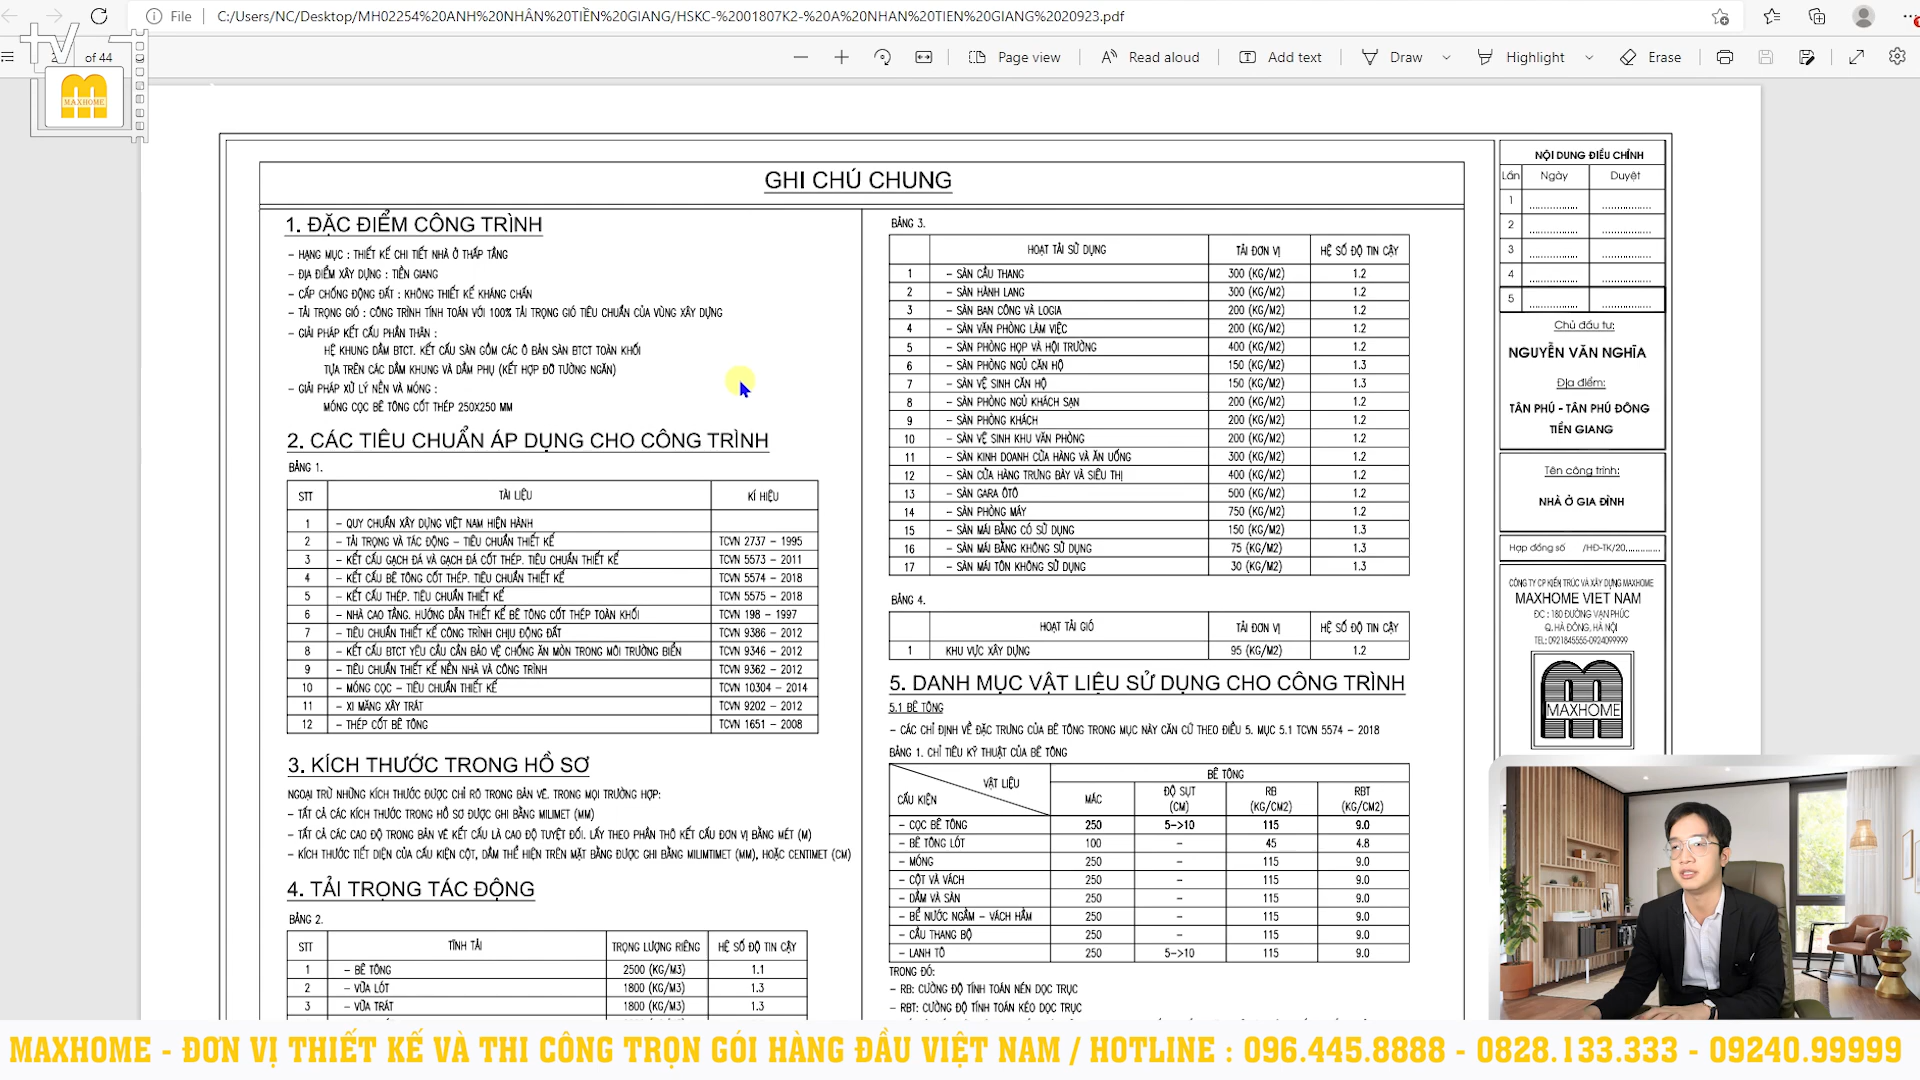 File
C:/Users/NC/Desktop/MH02254%20ANH%20NHÂN%20TIỀN%20GIANG/HSKC-%201807K2-%20A%20NHAN%20TIEN%20GIANG%2020923.pdf
tv
2 of 44
Page view
Read aloud
Add text
Draw
Highlight
Erase
MAXHOME
GHI CHÚ CHUNG
1. ĐẶC ĐIỂM CÔNG TRÌNH
- HẠNG MỤC : THIẾT KẾ CHI TIẾT NHÀ Ở THẤP TẦNG
- ĐỊA ĐIỂM XÂY DỰNG : TIỀN GIANG
- CẤP CHỐNG ĐỘNG ĐẤT : KHÔNG THIẾT KẾ KHÁNG CHẤN
- TẢI TRỌNG GIÓ : CÔNG TRÌNH TÍNH TOÁN VỚI 100% TẢI TRỌNG GIÓ TIÊU CHUẨN CỦA VÙNG XÂY DỰNG
- GIẢI PHÁP KẾT CẤU PHẦN THÂN :
HỆ KHUNG DẦM BTCT. KẾT CẤU SÀN GỒM CÁC Ô BẢN SÀN BTCT TOÀN KHỐI
TỰA TRÊN CÁC DẦM KHUNG VÀ DẦM PHỤ (KẾT HỢP ĐỠ TƯỜNG NGĂN)
- GIẢI PHÁP XỬ LÝ NỀN VÀ MÓNG :
MÓNG CỌC BÊ TÔNG CỐT THÉP 250X250 MM
2. CÁC TIÊU CHUẨN ÁP DỤNG CHO CÔNG TRÌNH
BẢNG 1.
STT TÀI LIỆU KÍ HIỆU
1 - QUY CHUẨN XÂY DỰNG VIỆT NAM HIỆN HÀNH
2 - TẢI TRỌNG VÀ TÁC ĐỘNG - TIÊU CHUẨN THIẾT KẾ TCVN 2737 - 1995
3 - KẾT CẤU GẠCH ĐÁ VÀ GẠCH ĐÁ CỐT THÉP. TIÊU CHUẨN THIẾT KẾ TCVN 5573 - 2011
4 - KẾT CẤU BÊ TÔNG CỐT THÉP. TIÊU CHUẨN THIẾT KẾ TCVN 5574 - 2018
5 - KẾT CẤU THÉP. TIÊU CHUẨN THIẾT KẾ TCVN 5575 - 2018
6 - NHÀ CAO TẦNG. HƯỚNG DẪN THIẾT KẾ BÊ TÔNG CỐT THÉP TOÀN KHỐI TCVN 198 - 1997
7 - TIÊU CHUẨN THIẾT KẾ CÔNG TRÌNH CHỊU ĐỘNG ĐẤT TCVN 9386 - 2012
8 - KẾT CẤU BTCT YÊU CẦU CẦN BẢO VỆ CHỐNG ĂN MÒN TRONG MÔI TRƯỜNG BIỂN TCVN 9346 - 2012
9 - TIÊU CHUẨN THIẾT KẾ NỀN NHÀ VÀ CÔNG TRÌNH TCVN 9362 - 2012
10 - MÓNG CỌC - TIÊU CHUẨN THIẾT KẾ TCVN 10304 - 2014
11 - XI MĂNG XÂY TRÁT TCVN 9202 - 2012
12 - THÉP CỐT BÊ TÔNG TCVN 1651 - 2008
3. KÍCH THƯỚC TRONG HỒ SƠ
NGOẠI TRỪ NHỮNG KÍCH THƯỚC ĐƯỢC CHỈ RÕ TRONG BẢN VẼ. TRONG MỌI TRƯỜNG HỢP:
- TẤT CẢ CÁC KÍCH THƯỚC TRONG HỒ SƠ ĐƯỢC GHI BẰNG MILIMET (MM)
- TẤT CẢ CÁC CAO ĐỘ TRONG BẢN VẼ KẾT CẤU LÀ CAO ĐỘ TUYỆT ĐỐI. LẤY THEO PHẦN THÔ KẾT CẤU ĐƠN VỊ BẰNG MÉT (M)
- KÍCH THƯỚC TIẾT DIỆN CỦA CẤU KIỆN CỘT, DẦM THỂ HIỆN TRÊN MẶT BẰNG ĐƯỢC GHI BẰNG MILIMTIMET (MM), HOẶC CENTIMET (CM)
4. TẢI TRỌNG TÁC ĐỘNG
BẢNG 2.
STT TĨNH TẢI TRỌNG LƯỢNG RIÊNG HỆ SỐ ĐỘ TIN CẬY
1 - BÊ TÔNG 2500 (KG/M3) 1.1
2 - VỮA LÓT 1800 (KG/M3) 1.3
3 - VỮA TRÁT 1800 (KG/M3) 1.3
BẢNG 3.
HOẠT TẢI SỬ DỤNG TẢI ĐƠN VỊ HỆ SỐ ĐỘ TIN CẬY
1 - SÀN CẦU THANG 300 (KG/M2) 1.2
2 - SÀN HÀNH LANG 300 (KG/M2) 1.2
3 - SÀN BAN CÔNG VÀ LOGIA 200 (KG/M2) 1.2
4 - SÀN VĂN PHÒNG LÀM VIỆC 200 (KG/M2) 1.2
5 - SÀN PHÒNG HỌP VÀ HỘI TRƯỜNG 400 (KG/M2) 1.2
6 - SÀN PHÒNG NGỦ CĂN HỘ 150 (KG/M2) 1.3
7 - SÀN VỆ SINH CĂN HỘ 150 (KG/M2) 1.3
8 - SÀN PHÒNG NGỦ KHÁCH SẠN 200 (KG/M2) 1.2
9 - SÀN PHÒNG KHÁCH 200 (KG/M2) 1.2
10 - SÀN VỆ SINH KHU VĂN PHÒNG 200 (KG/M2) 1.2
11 - SÀN KINH DOANH CỬA HÀNG VÀ ĂN UỐNG 300 (KG/M2) 1.2
12 - SÀN CỬA HÀNG TRƯNG BÀY VÀ SIÊU THỊ 400 (KG/M2) 1.2
13 - SÀN GARA ÔTÔ 500 (KG/M2) 1.2
14 - SÀN PHÒNG MÁY 750 (KG/M2) 1.2
15 - SÀN MÁI BẰNG CÓ SỬ DỤNG 150 (KG/M2) 1.3
16 - SÀN MÁI BẰNG KHÔNG SỬ DỤNG 75 (KG/M2) 1.3
17 - SÀN MÁI TÔN KHÔNG SỬ DỤNG 30 (KG/M2) 1.3
BẢNG 4.
HOẠT TẢI GIÓ TẢI ĐƠN VỊ HỆ SỐ ĐỘ TIN CẬY
1 KHU VỰC XÂY DỰNG 95 (KG/M2) 1.2
5. DANH MỤC VẬT LIỆU SỬ DỤNG CHO CÔNG TRÌNH
5.1 BÊ TÔNG
- CÁC CHỈ ĐỊNH VỀ ĐẶC TRƯNG CỦA BÊ TÔNG TRONG MỤC NÀY CĂN CỨ THEO ĐIỀU 5. MỤC 5.1 TCVN 5574 - 2018
BẢNG 1. CHỈ TIÊU KỸ THUẬT CỦA BÊ TÔNG
VẬT LIỆU BÊ TÔNG
CẤU KIỆN MÁC ĐỘ SỤT (CM) RB (KG/CM2) RBT (KG/CM2)
- CỌC BÊ TÔNG 250 5->10 115 9.0
- BÊ TÔNG LÓT 100 - 45 4.8
- MÓNG 250 - 115 9.0
- CỘT VÀ VÁCH 250 - 115 9.0
- DẦM VÀ SÀN 250 - 115 9.0
- BỂ NƯỚC NGẦM - VÁCH HẦM 250 - 115 9.0
- CẦU THANG BỘ 250 - 115 9.0
- LANH TÔ 250 5->10 115 9.0
TRONG ĐÓ:
- RB: CƯỜNG ĐỘ TÍNH TOÁN NÉN DỌC TRỤC
- RBT: CƯỜNG ĐỘ TÍNH TOÁN KÉO DỌC TRỤC
NỘI DUNG ĐIỀU CHỈNH
Lần Ngày Duyệt
1 ................. .................
2 ................. .................
3 ................. .................
4 ................. .................
5 ................. .................
Chủ đầu tư:
NGUYỄN VĂN NGHĨA
Địa điểm:
TÂN PHÚ - TÂN PHÚ ĐÔNG
TIỀN GIANG
Tên công trình:
NHÀ Ở GIA ĐÌNH
Hợp đồng số /HĐ-TK/20.............
CÔNG TY CP KIẾN TRÚC VÀ XÂY DỰNG MAXHOME
MAXHOME VIET NAM
ĐC : 180 ĐƯỜNG VẠN PHÚC
Q. HÀ ĐÔNG, HÀ NỘI
TEL: 0921845555-0924099999
MAXHOME
MAXHOME - ĐƠN VỊ THIẾT KẾ VÀ THI CÔNG TRỌN GÓI HÀNG ĐẦU VIỆT NAM / HOTLINE : 096.445.8888 - 0828.133.333 - 09240.99999